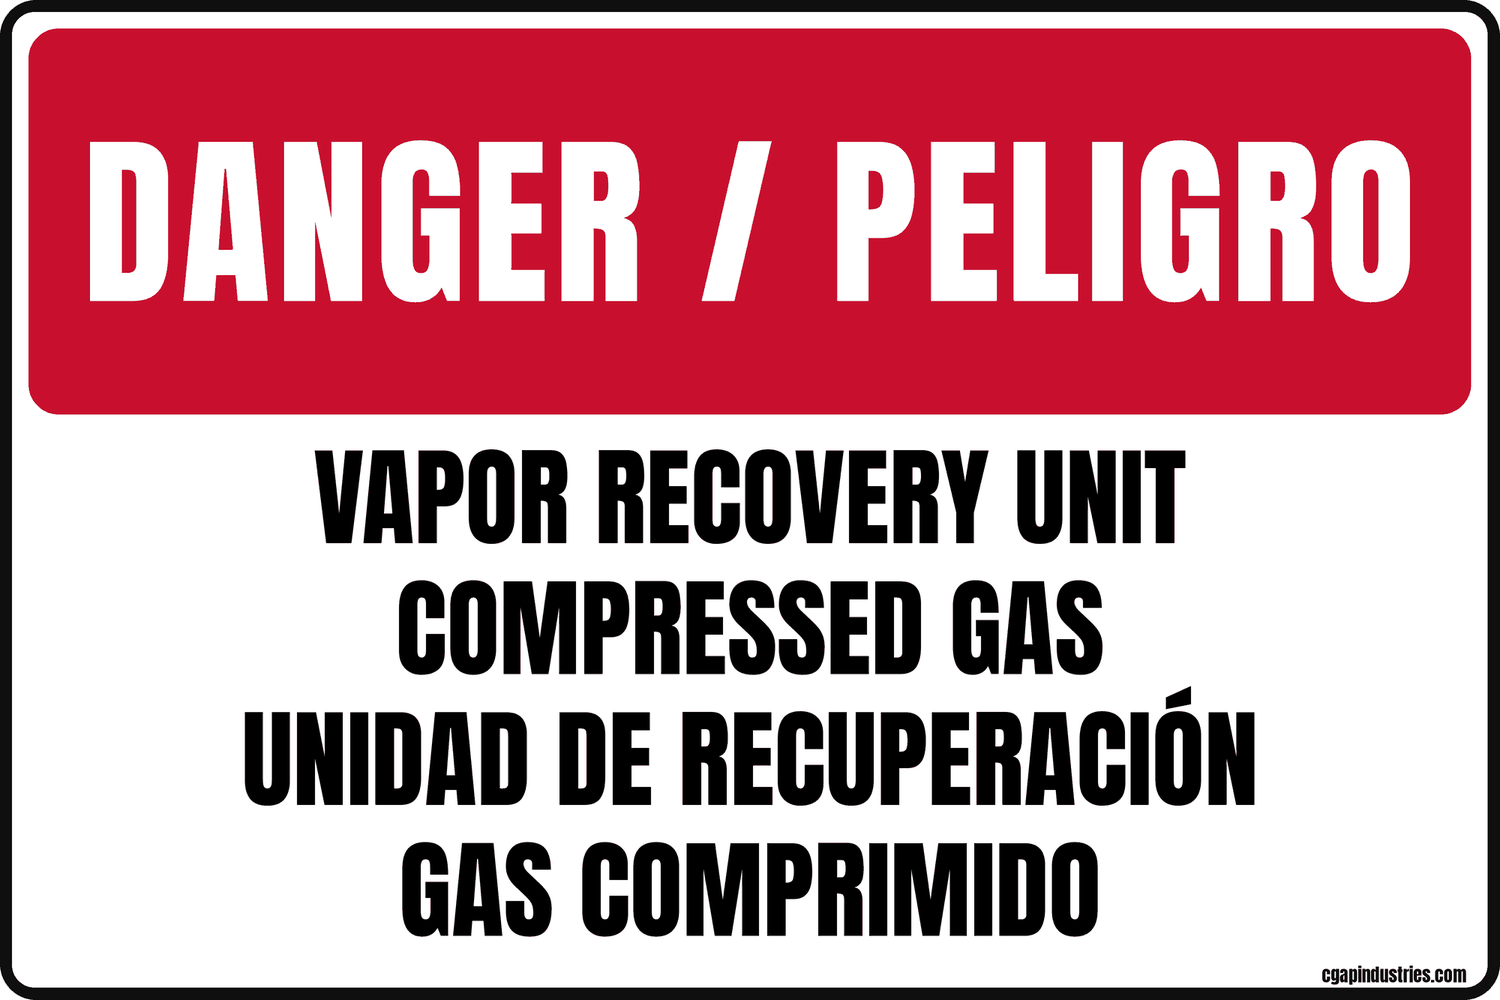 DANGER / PELIGRO
VAPOR RECOVERY UNIT
COMPRESSED GAS
UNIDAD DE RECUPERACIÓN
GAS COMPRIMIDO
cgapindustries.com